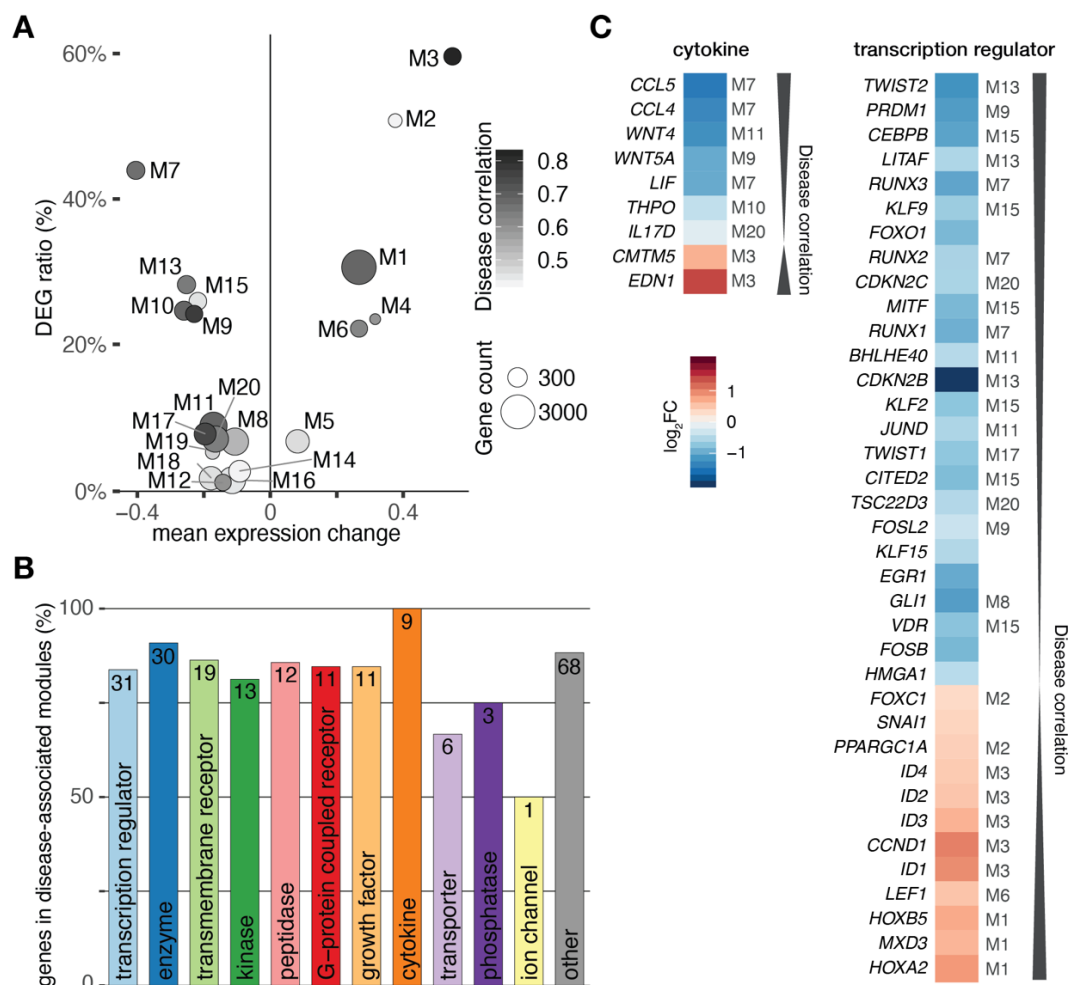 A
60%
40%
20%
0%
DEG ratio (%)
M3
M2
M7
M1
M13
M15
M10
M9
M4
M6
M20
M11
M8
M5
M17
M19
M14
M18
M12
M16
−0.4
0
0.4
mean expression change
Disease correlation
0.8
0.7
0.6
0.5
Gene count
300
3000
B
genes in disease-associated modules (%)
100
50
0
31
transcription regulator
30
enzyme
19
transmembrane receptor
13
kinase
12
peptidase
11
G−protein coupled receptor
11
growth factor
9
cytokine
6
transporter
3
phosphatase
1
ion channel
68
other
C
cytokine
CCL5 M7
CCL4 M7
WNT4 M11
WNT5A M9
LIF M7
THPO M10
IL17D M20
CMTM5 M3
EDN1 M3
Disease correlation
log2FC
1
0
−1
transcription regulator
TWIST2 M13
PRDM1 M9
CEBPB M15
LITAF M13
RUNX3 M7
KLF9 M15
FOXO1
RUNX2 M7
CDKN2C M20
MITF M15
RUNX1 M7
BHLHE40 M11
CDKN2B M13
KLF2 M15
JUND M11
TWIST1 M17
CITED2 M15
TSC22D3 M20
FOSL2 M9
KLF15
EGR1
GLI1 M8
VDR M15
FOSB
HMGA1
FOXC1 M2
SNAI1
PPARGC1A M2
ID4 M3
ID2 M3
ID3 M3
CCND1 M3
ID1 M3
LEF1 M6
HOXB5 M1
MXD3 M1
HOXA2 M1
Disease correlation